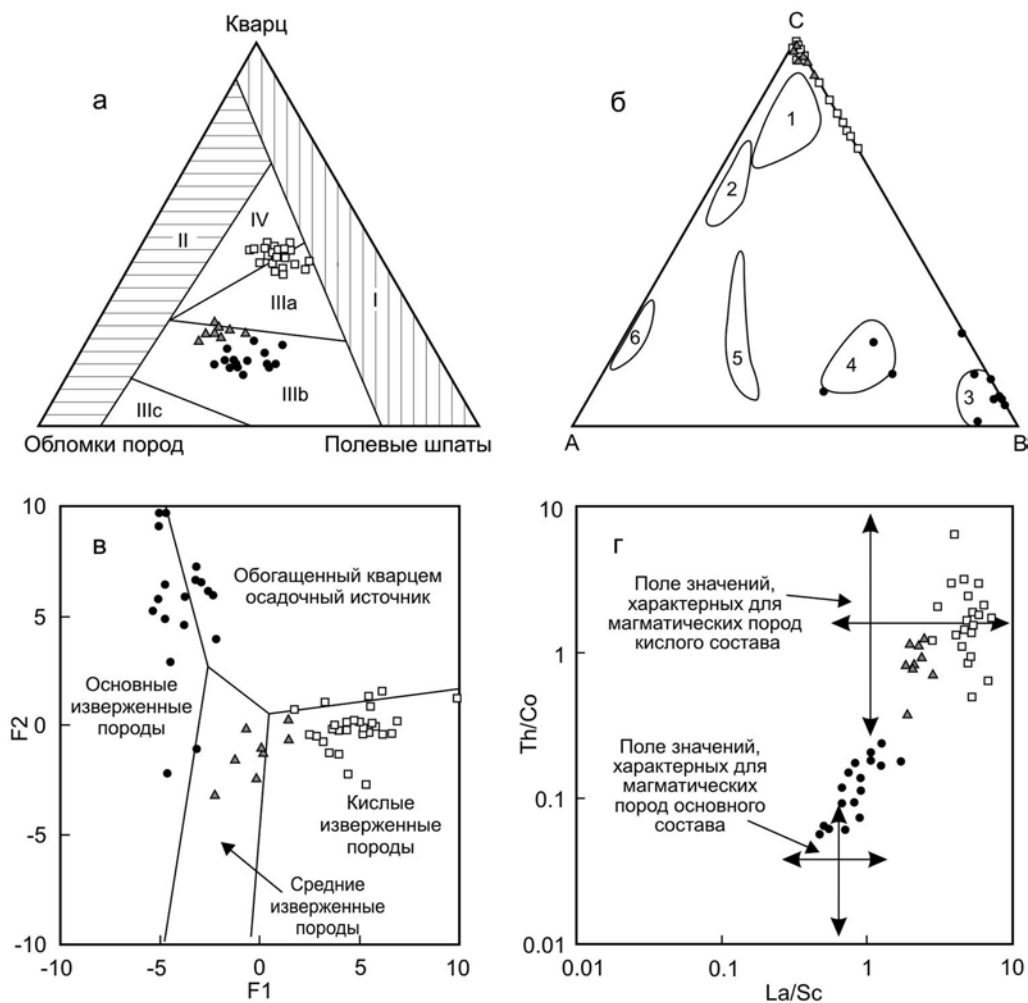 Кварц
а
IV
II
IIIa
I
IIIb
IIIc
Обломки пород
Полевые шпаты
C
б
1
2
6
5
4
3
A
B
10
в
Обогащенный кварцем
осадочный источник
5
Основные
изверженные
породы
F2
0
Кислые
изверженные
породы
-5
Средние
изверженные
породы
-10
-10
-5
0
5
10
F1
10
г
Поле значений,
характерных для
магматических пород
кислого состава
1
Th/Co
Поле значений,
характерных для
магматических
пород основного
состава
0.1
0.01
0.01
0.1
1
10
La/Sc